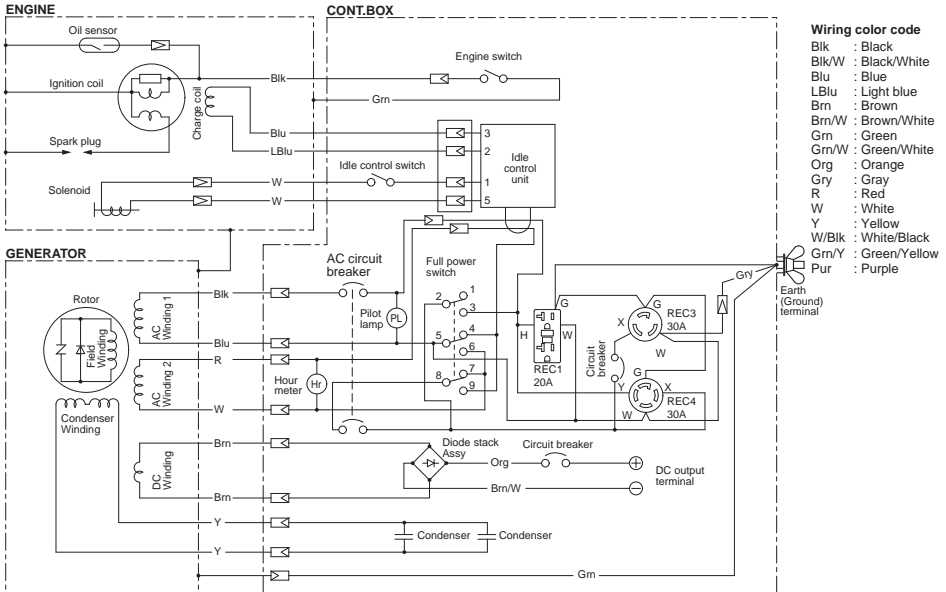 ENGINE
Oil sensor
Ignition coil
Spark plug
Solenoid
Charge coil
Blk
Grn
Blu
LBlu
Idle control switch
W
W
CONT.BOX
Engine switch
3
2
1
5
Idle
control
unit
GENERATOR
Rotor
Field
Winding
Condenser
Winding
AC
Winding 1
AC
Winding 2
DC
Winding
Blk
Blu
R
W
Brn
Brn
Y
Y
AC circuit
breaker
Pilot
lamp
PL
Hour
meter
Hr
Full power
switch
2
1
3
5
4
6
8
7
9
G
H
W
REC1
20A
G
X
W
REC3
30A
Circuit
breaker
G
Y
X
W
REC4
30A
Gry
Earth
(Ground)
terminal
Diode stack
Assy
Org
Circuit breaker
Brn/W
DC output
terminal
Condenser
Condenser
Grn
Wiring color code
Blk : Black
Blk/W : Black/White
Blu : Blue
LBlu : Light blue
Brn : Brown
Brn/W : Brown/White
Grn : Green
Grn/W : Green/White
Org : Orange
Gry : Gray
R : Red
W : White
Y : Yellow
W/Blk : White/Black
Grn/Y : Green/Yellow
Pur : Purple